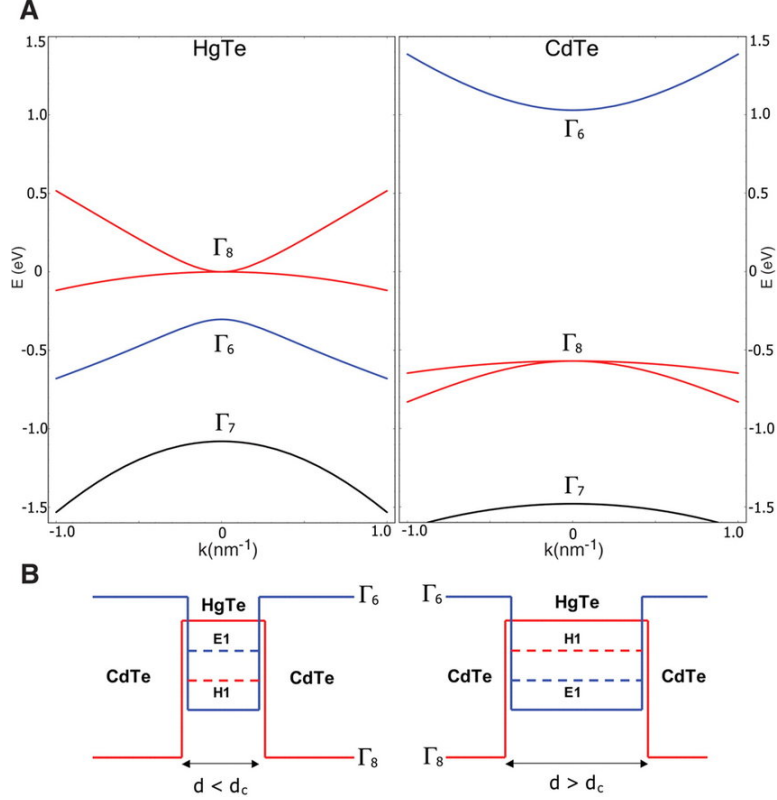 A
HgTe
CdTe
1.5
1.0
0.5
0
-0.5
-1.0
-1.5
E (eV)
Γ8
Γ6
Γ7
-1.0
0
1.0
k(nm-1)
Γ6
Γ8
Γ7
1.5
1.0
0.5
0
-0.5
-1.0
-1.5
E (eV)
-1.0
0
1.0
k(nm-1)
B
HgTe
Γ6
E1
CdTe
H1
CdTe
Γ8
d < dc
Γ6
HgTe
H1
CdTe
E1
CdTe
Γ8
d > dc